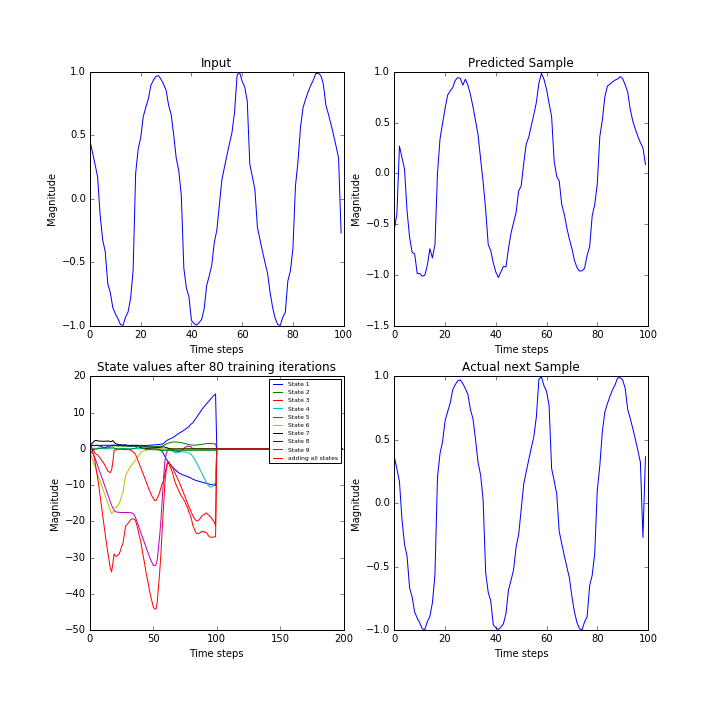 Input
Magnitude
1.0
0.5
0.0
−0.5
−1.0
0 20 40 60 80 100
Time steps
Predicted Sample
Magnitude
1.0
0.5
0.0
−0.5
−1.0
−1.5
0 20 40 60 80 100
Time steps
State values after 80 training iterations
Magnitude
20
10
0
−10
−20
−30
−40
−50
0 50 100 150 200
Time steps
State 1
State 2
State 3
State 4
State 5
State 6
State 7
State 8
State 9
adding all states
Actual next Sample
Magnitude
1.0
0.5
0.0
−0.5
−1.0
0 20 40 60 80 100
Time steps